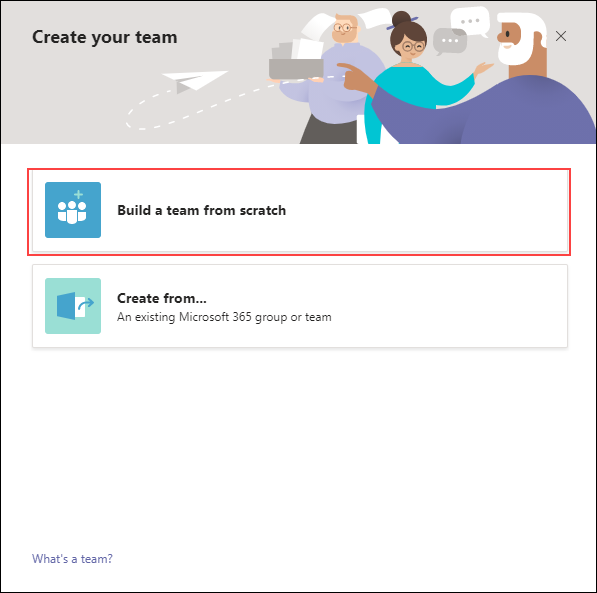 Create your team
Build a team from scratch
Create from...
An existing Microsoft 365 group or team
What's a team?